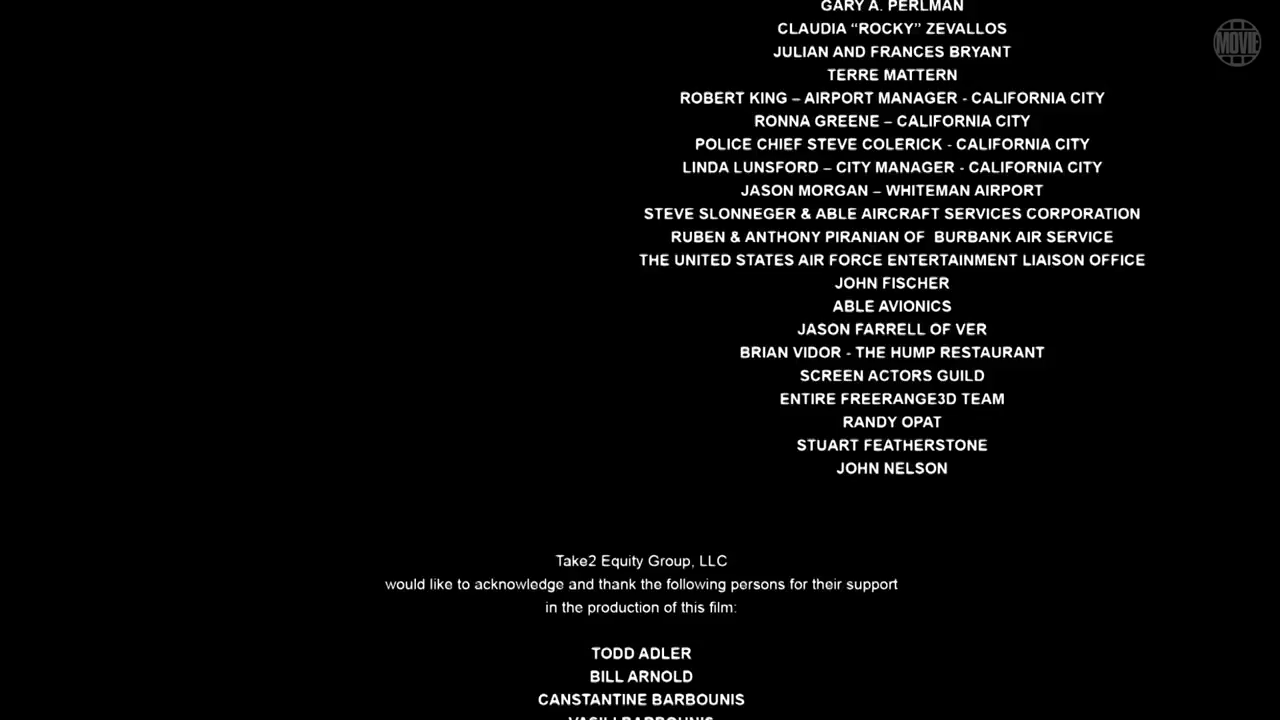 GARY A. PERLMAN
MOVIE
CLAUDIA “ROCKY” ZEVALLOS
JULIAN AND FRANCES BRYANT
TERRE MATTERN
ROBERT KING – AIRPORT MANAGER - CALIFORNIA CITY
RONNA GREENE – CALIFORNIA CITY
POLICE CHIEF STEVE COLERICK - CALIFORNIA CITY
LINDA LUNSFORD – CITY MANAGER - CALIFORNIA CITY
JASON MORGAN – WHITEMAN AIRPORT
STEVE SLONNEGER & ABLE AIRCRAFT SERVICES CORPORATION
RUBEN & ANTHONY PIRANIAN OF BURBANK AIR SERVICE
THE UNITED STATES AIR FORCE ENTERTAINMENT LIAISON OFFICE
JOHN FISCHER
ABLE AVIONICS
JASON FARRELL OF VER
BRIAN VIDOR - THE HUMP RESTAURANT
SCREEN ACTORS GUILD
ENTIRE FREERANGE3D TEAM
RANDY OPAT
STUART FEATHERSTONE
JOHN NELSON
Take2 Equity Group, LLC
would like to acknowledge and thank the following persons for their support
in the production of this film:
TODD ADLER
BILL ARNOLD
CANSTANTINE BARBOUNIS
VASILI BARBOUNIS